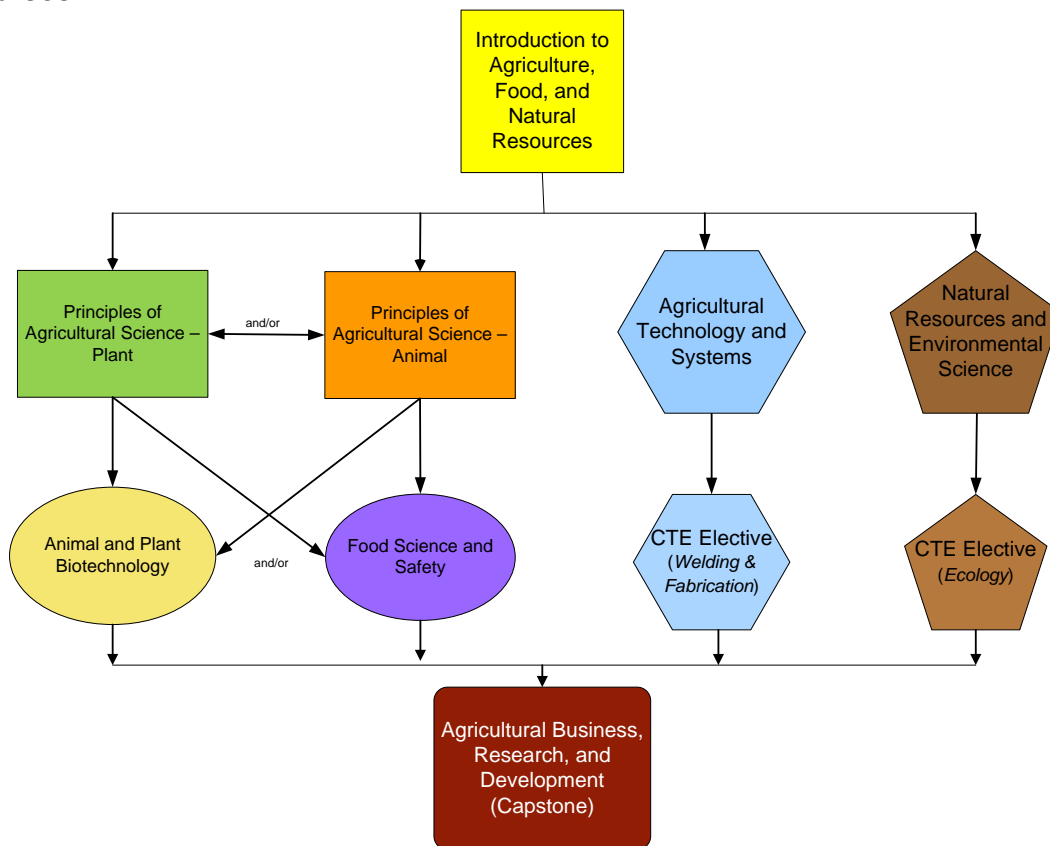 Introduction to
Agriculture,
Food, and
Natural
Resources
Principles of
Agricultural Science –
Plant
and/or
Principles of
Agricultural Science –
Animal
Agricultural
Technology and
Systems
Natural
Resources and
Environmental
Science
Animal and Plant
Biotechnology
and/or
Food Science and
Safety
CTE Elective
(Welding &
Fabrication)
CTE Elective
(Ecology)
Agricultural Business,
Research, and
Development
(Capstone)